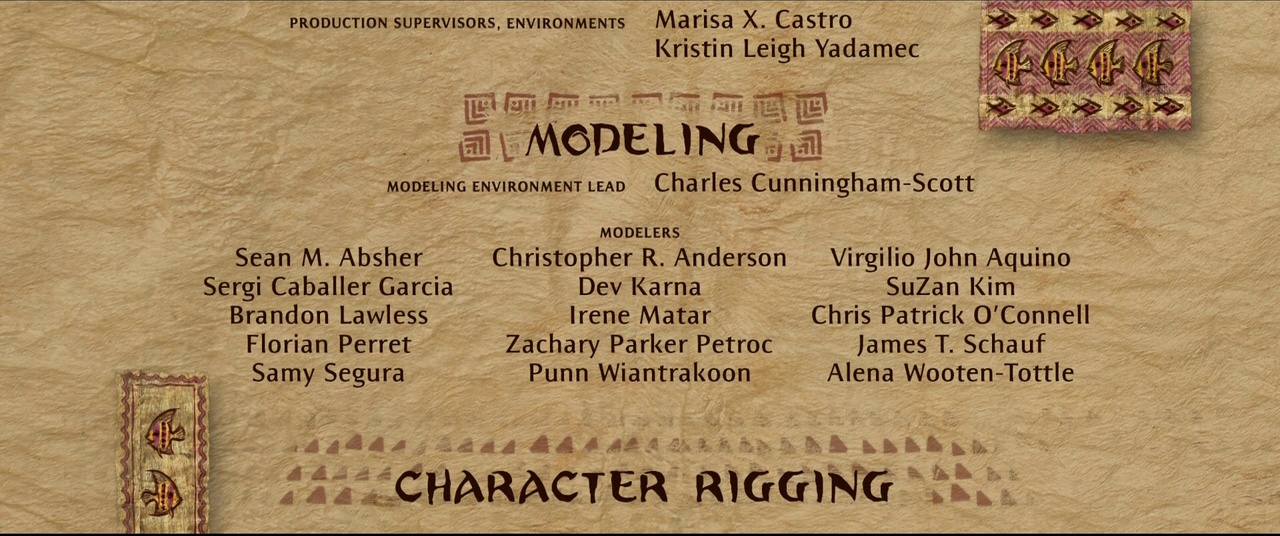 PRODUCTION SUPERVISORS, ENVIRONMENTS Marisa X. Castro
Kristin Leigh Yadamec
MODELING
MODELING ENVIRONMENT LEAD Charles Cunningham-Scott
MODELERS
Sean M. Absher Christopher R. Anderson Virgilio John Aquino
Sergi Caballer Garcia Dev Karna SuZan Kim
Brandon Lawless Irene Matar Chris Patrick O'Connell
Florian Perret Zachary Parker Petroc James T. Schauf
Samy Segura Punn Wiantrakoon Alena Wooten-Tottle
CHARACTER RIGGING